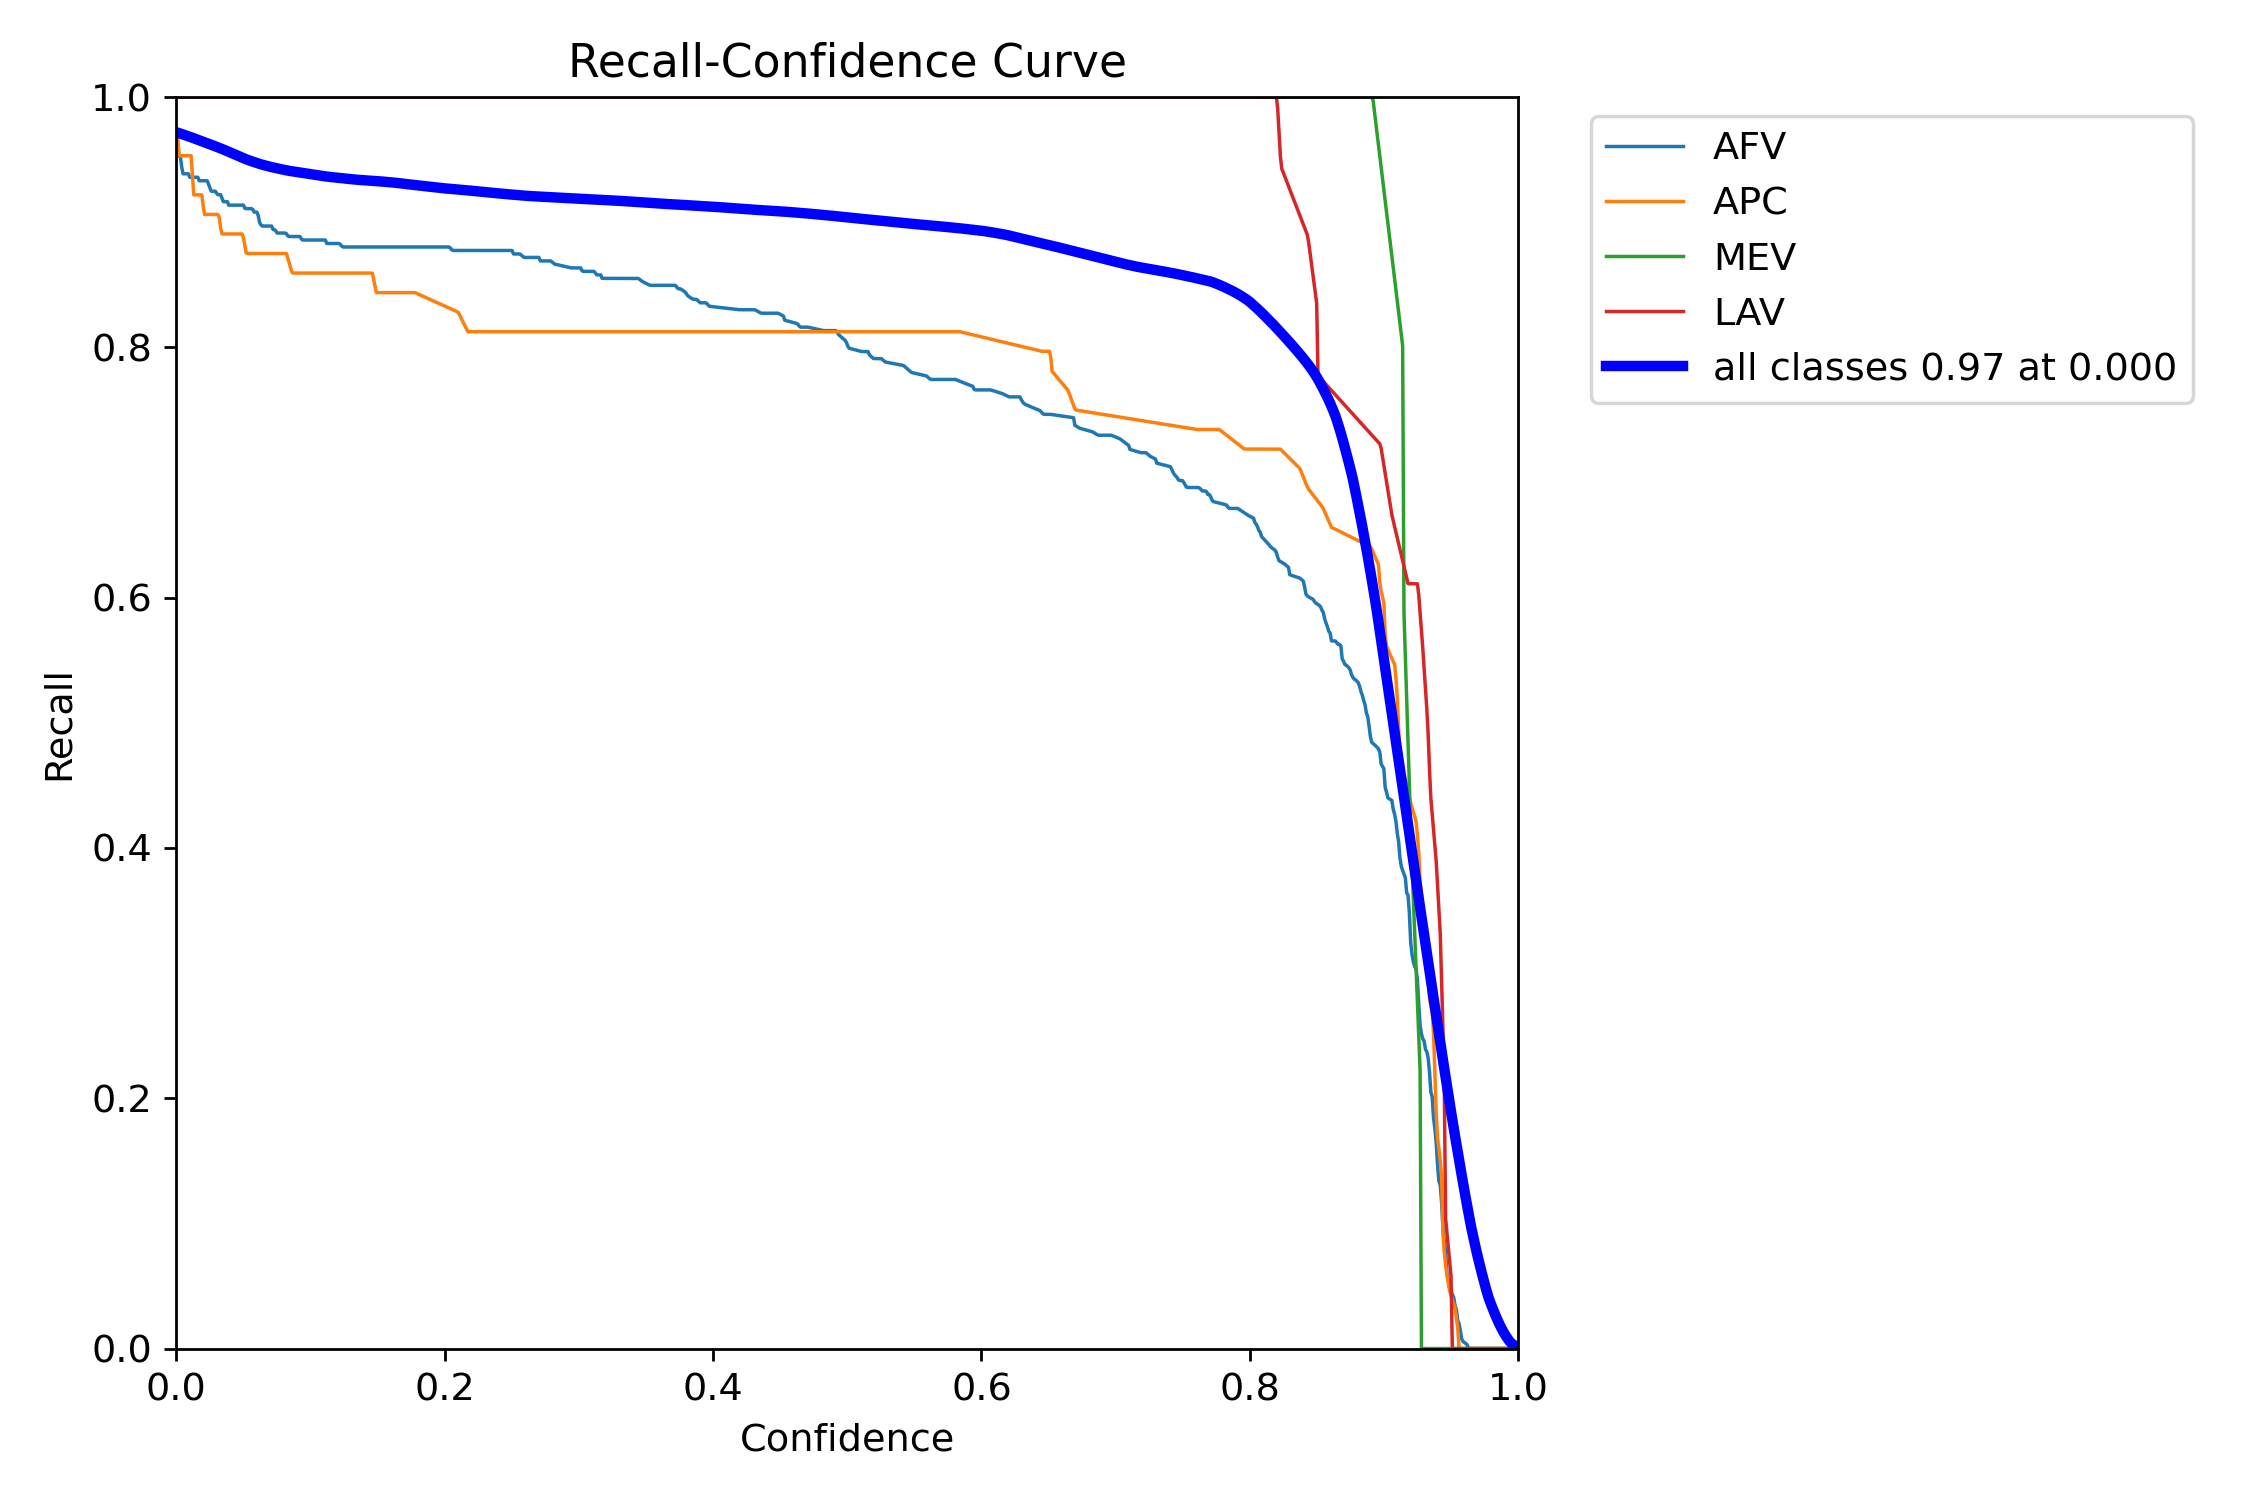 Recall-Confidence Curve
1.0
0.8
0.6
0.4
0.2
0.0
Recall
0.0 0.2 0.4 0.6 0.8 1.0
Confidence
AFV
APC
MEV
LAV
all classes 0.97 at 0.000